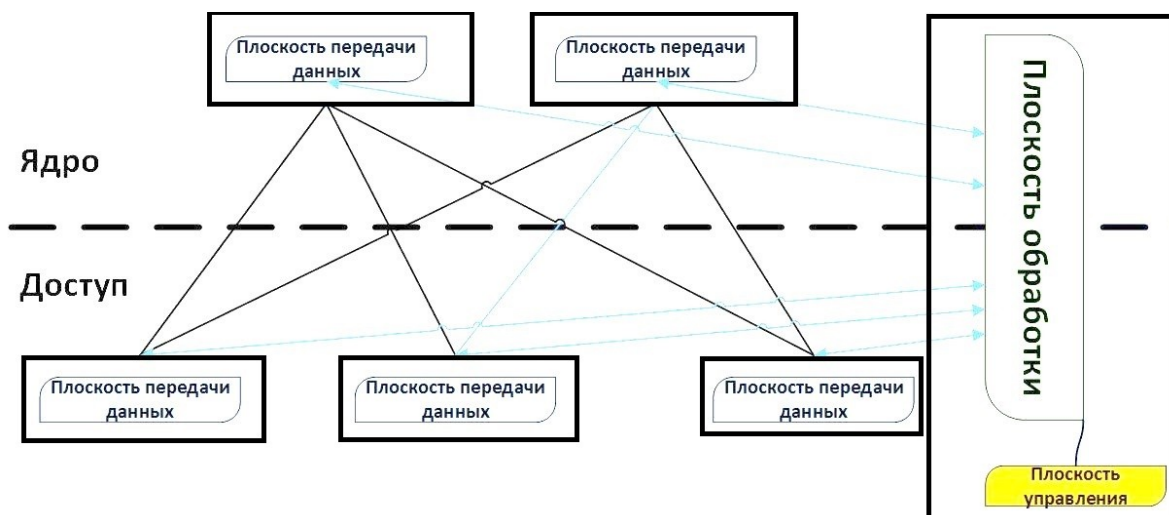 Плоскость передачи
данных
Плоскость передачи
данных
Ядро
Плоскость обработки
Доступ
Плоскость передачи
данных
Плоскость передачи
данных
Плоскость передачи
данных
Плоскость
управления